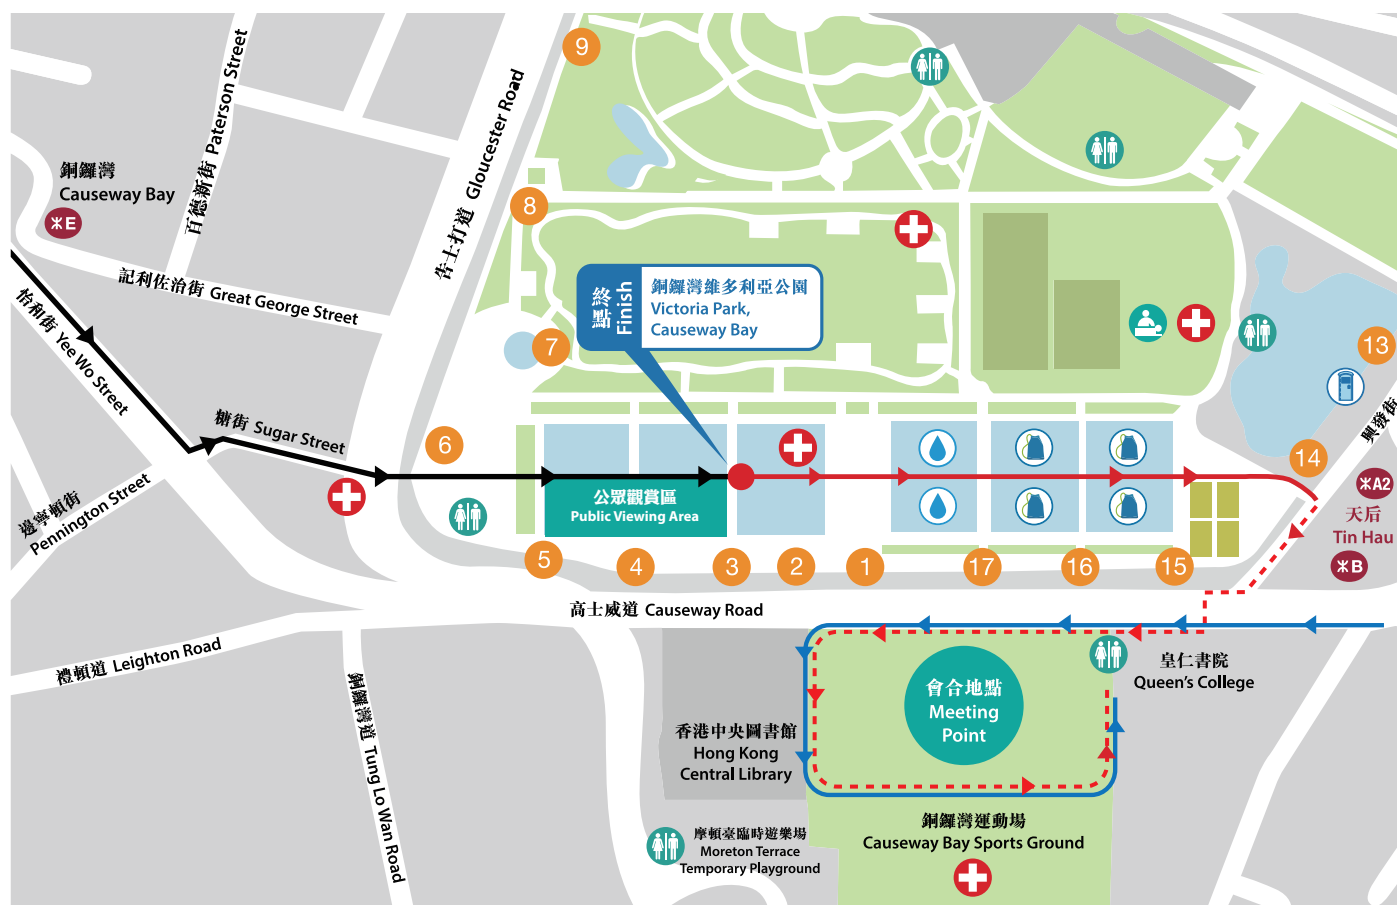 9
百德新街 Paterson Street
告士打道 Gloucester Road
銅鑼灣
Causeway Bay
E
8
記利佐治街 Great George Street
怡和街 Yee Wo Street
終點
Finish
銅鑼灣維多利亞公園
Victoria Park,
Causeway Bay
7
13
興發街
糖街 Sugar Street
6
14
公眾觀賞區
Public Viewing Area
A2
天后
Tin Hau
B
邊寧頓街
Pennington Street
5
4
3
2
1
17
16
15
高士威道 Causeway Road
禮頓道 Leighton Road
銅鑼灣道 Tung Lo Wan Road
會合地點
Meeting
Point
皇仁書院
Queen's College
香港中央圖書館
Hong Kong
Central Library
銅鑼灣運動場
Causeway Bay Sports Ground
摩頓臺臨時遊樂場
Moreton Terrace
Temporary Playground